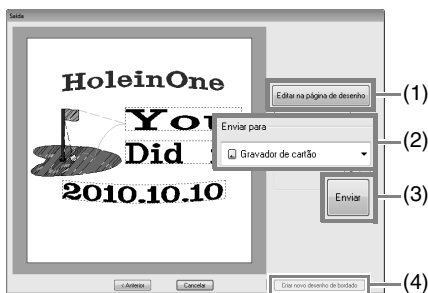 Saída
HoleinOne
You
Did
2010.10.10
Editar na página de desenho
(1)
Enviar para
Gravador de cartão
(2)
Enviar
(3)
< Anterior
Cancelar
Criar novo desenho de bordado
(4)